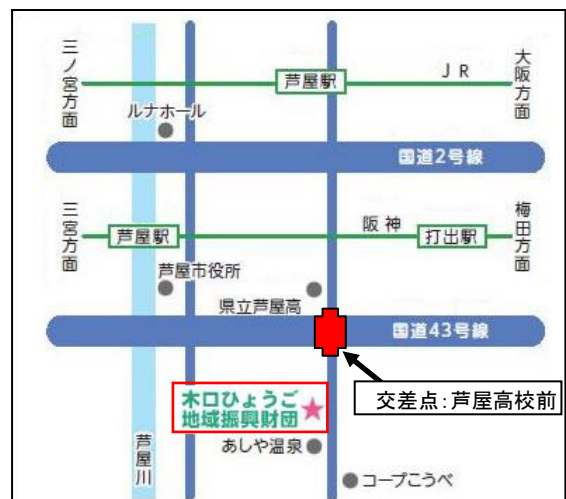 三ノ宮方面
芦屋駅
JR
大阪方面
ルナホール
国道2号線
三宮方面
芦屋駅
阪神
打出駅
梅田方面
芦屋市役所
県立芦屋高
国道43号線
交差点:芦屋高校前
木口ひょうご
地域振興財団
あしや温泉
芦屋川
コープこうべ